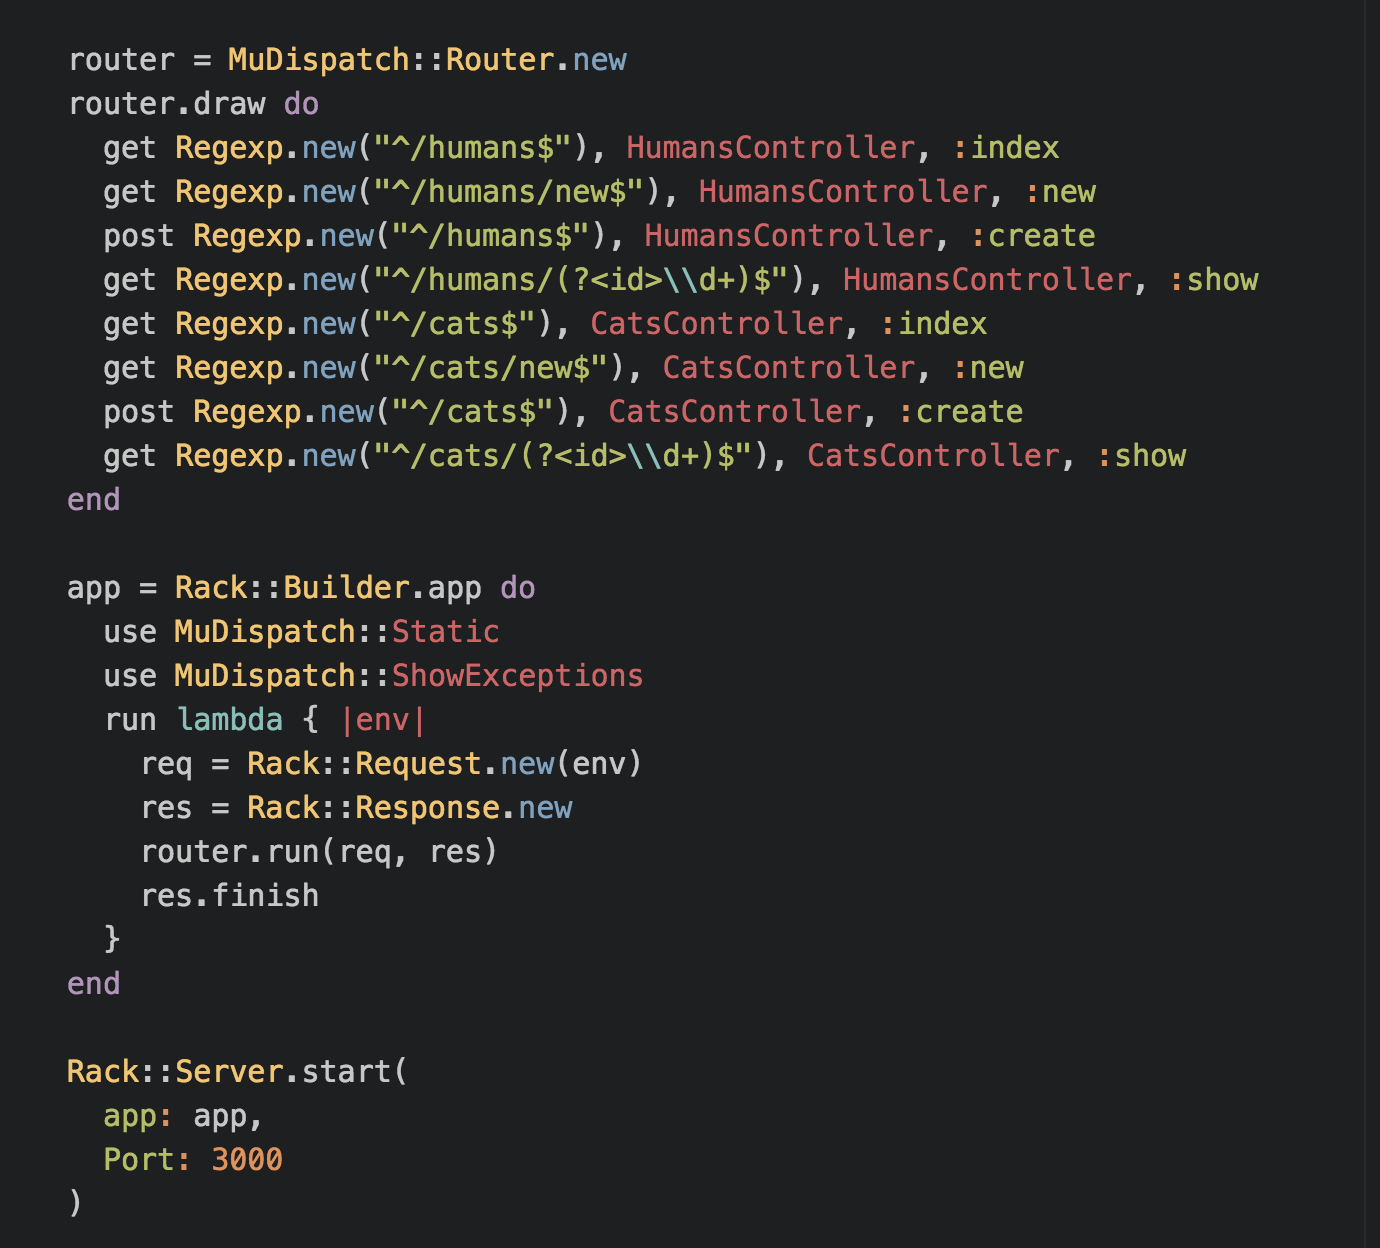 router = MuDispatch::Router.new
router.draw do
  get Regexp.new("^/humans$"), HumansController, :index
  get Regexp.new("^/humans/new$"), HumansController, :new
  post Regexp.new("^/humans$"), HumansController, :create
  get Regexp.new("^/humans/(?<id>\\d+)$"), HumansController, :show
  get Regexp.new("^/cats$"), CatsController, :index
  get Regexp.new("^/cats/new$"), CatsController, :new
  post Regexp.new("^/cats$"), CatsController, :create
  get Regexp.new("^/cats/(?<id>\\d+)$"), CatsController, :show
end

app = Rack::Builder.app do
  use MuDispatch::Static
  use MuDispatch::ShowExceptions
  run lambda { |env|
    req = Rack::Request.new(env)
    res = Rack::Response.new
    router.run(req, res)
    res.finish
  }
end

Rack::Server.start(
  app: app,
  Port: 3000
)